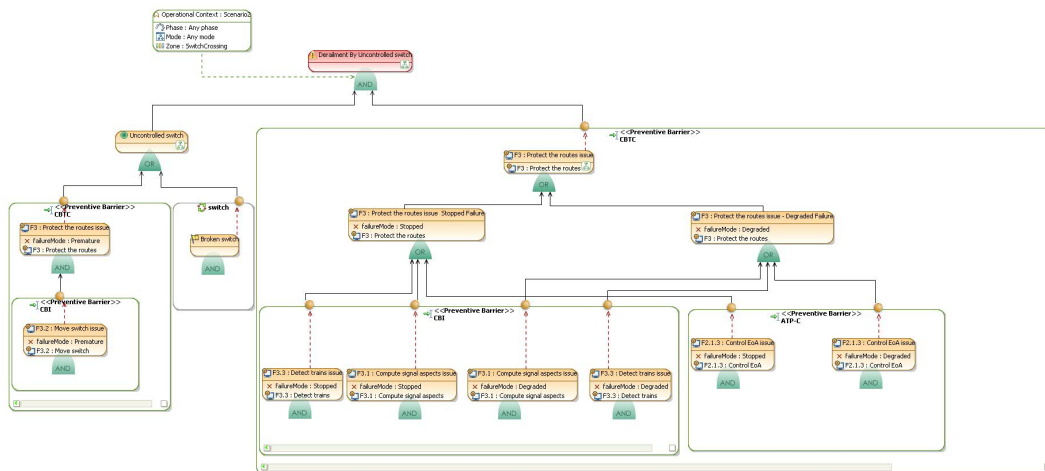 Operational Context : Scenario2
Phase : Any phase
Mode : Any mode
Zone : SwitchCrossing
Derailment By Uncontrolled switch
AND
Uncontrolled switch
OR
<<Preventive Barrier>>
CBTC
F3 : Protect the routes issue
failureMode : Premature
F3 : Protect the routes
AND
<<Preventive Barrier>>
CBI
F3.2 : Move switch issue
failureMode : Premature
F3.2 : Move switch
AND
switch
Broken switch
AND
<<Preventive Barrier>>
CBTC
F3 : Protect the routes issue
F3 : Protect the routes
OR
F3 : Protect the routes issue Stopped Failure
failureMode : Stopped
F3 : Protect the routes
OR
F3 : Protect the routes issue - Degraded Failure
failureMode : Degraded
F3 : Protect the routes
OR
<<Preventive Barrier>>
CBI
F3.3 : Detect trains issue
failureMode : Stopped
F3.3 : Detect trains
AND
F3.1 : Compute signal aspects issue
failureMode : Stopped
F3.1 : Compute signal aspects
AND
F3.1 : Compute signal aspects issue
failureMode : Degraded
F3.1 : Compute signal aspects
AND
F3.3 : Detect trains issue
failureMode : Degraded
F3.3 : Detect trains
AND
<<Preventive Barrier>>
ATP-C
F2.1.3 : Control EoA issue
failureMode : Stopped
F2.1.3 : Control EoA
AND
F2.1.3 : Control EoA issue
failureMode : Degraded
F2.1.3 : Control EoA
AND